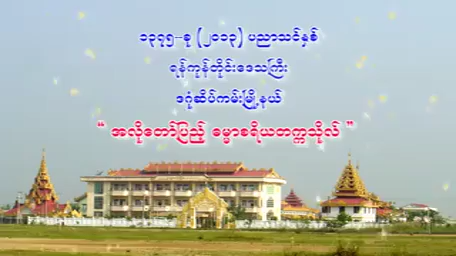 ၁၃၇၅-ခု (၂၀၁၃) ပညာသင်နှစ်
ရန်ကုန်တိုင်းဒေသကြီး
ဒဂုံဆိပ်ကမ်းမြို့နယ်
“ အလိုတော်ပြည့် ဓမ္မာစရိယတက္ကသိုလ် ”